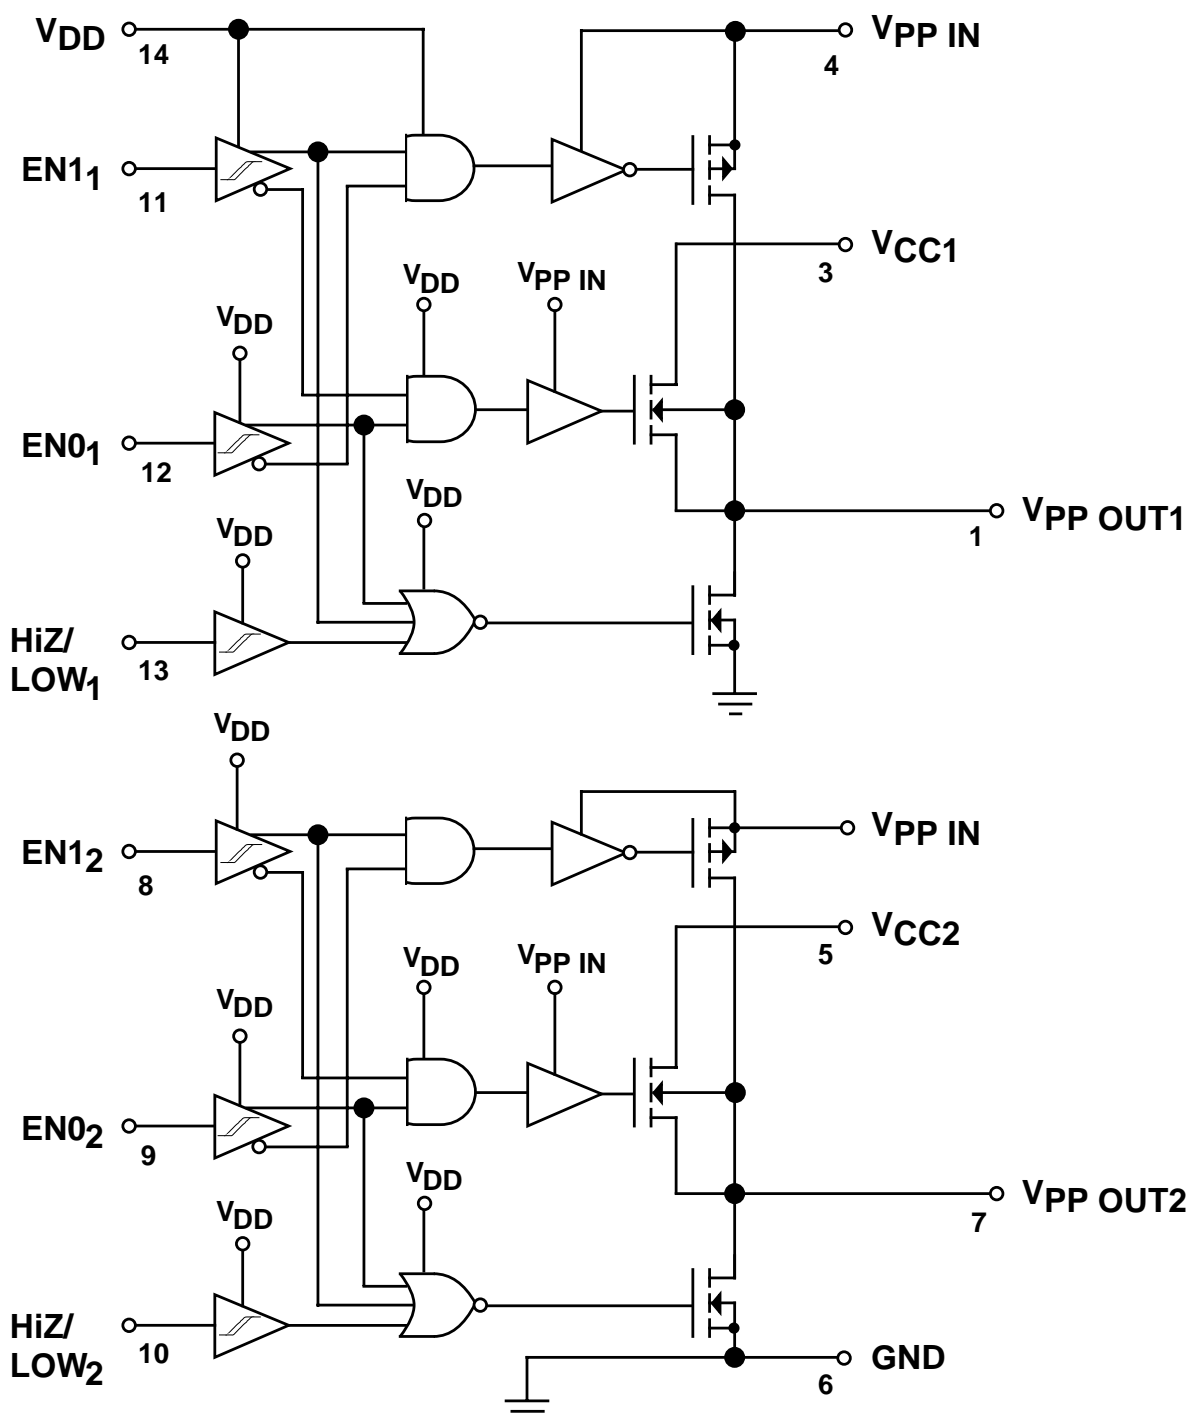 VDD
14
VPP IN
4
EN11
11
VCC1
3
VDD
VPP IN
VDD
EN01
12
VDD
VDD
VPP OUT1
1
HiZ/
LOW1
13
VDD
EN12
8
VPP IN
VCC2
5
VDD
VPP IN
VDD
EN02
9
VDD
VDD
VPP OUT2
7
HiZ/
LOW2
10
GND
6